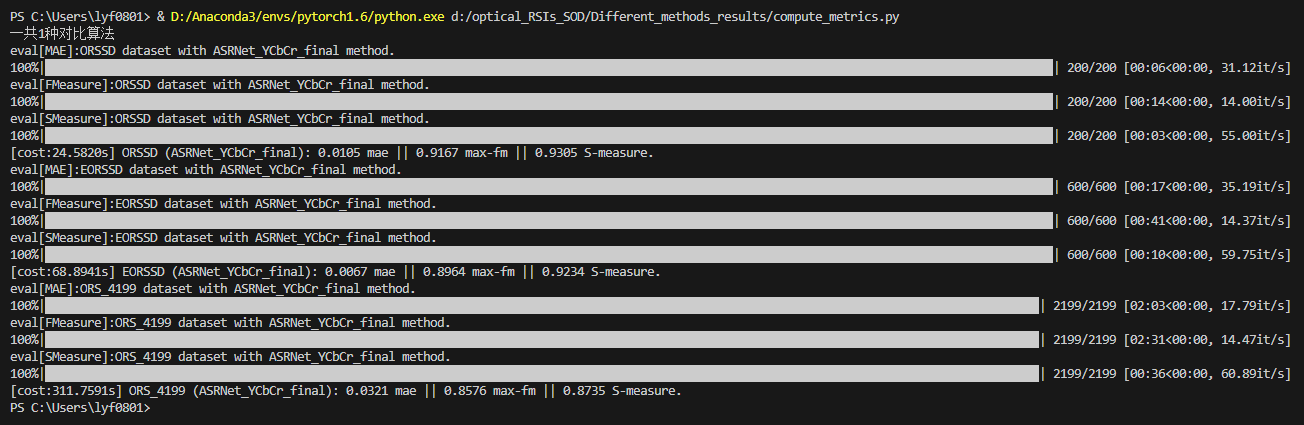 PS C:\Users\lyf0801> & D:/Anaconda3/envs/pytorch1.6/python.exe d:/optical_RSIs_SOD/Different_methods_results/compute_metrics.py
一共1种对比算法
eval[MAE]:ORSSD dataset with ASRNet_YCbCr_final method.
100%|| 200/200 [00:06<00:00, 31.12it/s]
eval[FMeasure]:ORSSD dataset with ASRNet_YCbCr_final method.
100%|| 200/200 [00:14<00:00, 14.00it/s]
eval[SMeasure]:ORSSD dataset with ASRNet_YCbCr_final method.
100%|| 200/200 [00:03<00:00, 55.00it/s]
[cost:24.5820s] ORSSD (ASRNet_YCbCr_final): 0.0105 mae || 0.9167 max-fm || 0.9305 S-measure.
eval[MAE]:EORSSD dataset with ASRNet_YCbCr_final method.
100%|| 600/600 [00:17<00:00, 35.19it/s]
eval[FMeasure]:EORSSD dataset with ASRNet_YCbCr_final method.
100%|| 600/600 [00:41<00:00, 14.37it/s]
eval[SMeasure]:EORSSD dataset with ASRNet_YCbCr_final method.
100%|| 600/600 [00:10<00:00, 59.75it/s]
[cost:68.8941s] EORSSD (ASRNet_YCbCr_final): 0.0067 mae || 0.8964 max-fm || 0.9234 S-measure.
eval[MAE]:ORS_4199 dataset with ASRNet_YCbCr_final method.
100%|| 2199/2199 [02:03<00:00, 17.79it/s]
eval[FMeasure]:ORS_4199 dataset with ASRNet_YCbCr_final method.
100%|| 2199/2199 [02:31<00:00, 14.47it/s]
eval[SMeasure]:ORS_4199 dataset with ASRNet_YCbCr_final method.
100%|| 2199/2199 [00:36<00:00, 60.89it/s]
[cost:311.7591s] ORS_4199 (ASRNet_YCbCr_final): 0.0321 mae || 0.8576 max-fm || 0.8735 S-measure.
PS C:\Users\lyf0801>